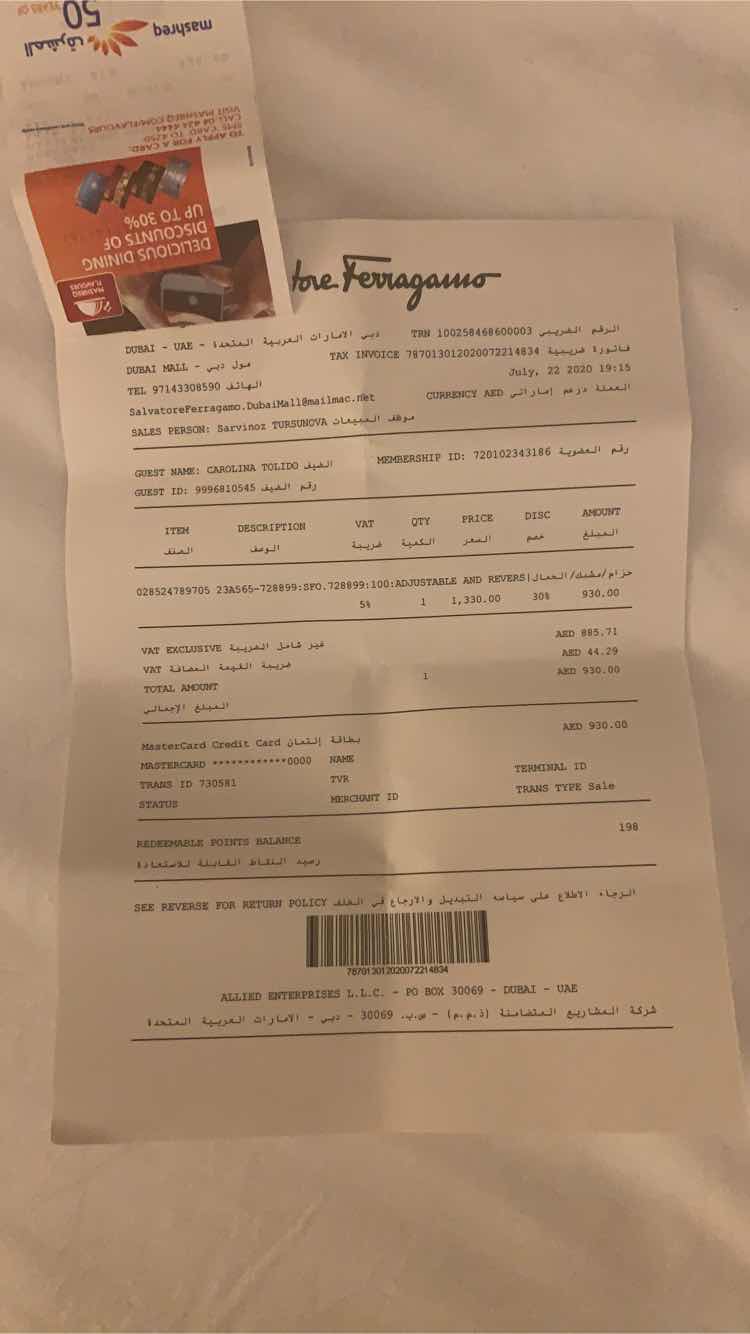 50
YEARS OF
mashreq
المشرق
VISIT MASHREQ.COM/FLAVOURS
CALL 04 424 4444
SMS 'CARD' TO 4250
TO APPLY FOR A CARD:
UP TO 30%
DISCOUNTS OF
DELICIOUS DINING
MASHREQ
FLAVOURS
tore Ferragamo
DUBAI - UAE - دبي الامارات العربية المتحدة TRN 100258468600003 الرقم الضريبي
DUBAI MALL - مول دبي TAX INVOICE 787013012020072214834 فاتورة ضريبية
TEL 97143308590 الهاتف July, 22 2020 19:15
SalvatoreFerragamo.DubaiMall@mailmac.net CURRENCY AED العملة درهم إماراتي
SALES PERSON: Sarvinoz TURSUNOVA موظف المبيعات
GUEST NAME: CAROLINA TOLIDO الضيف MEMBERSHIP ID: 720102343186 رقم العضوية
GUEST ID: 9996810545 رقم الضيف
ITEM DESCRIPTION VAT QTY PRICE DISC AMOUNT
الصنف الوصف ضريبة الكمية السعر خصم المبلغ
028524789705 23A565-728899:SFO.728899:100:ADJUSTABLE AND REVERS|حزام/مشبك/الحمال
5% 1 1,330.00 30% 930.00
VAT EXCLUSIVE غير شامل الضريبة AED 885.71
VAT ضريبة القيمة المضافة AED 44.29
TOTAL AMOUNT 1 AED 930.00
المبلغ الإجمالي
MasterCard Credit Card بطاقة إئتمان AED 930.00
MASTERCARD ************0000 NAME
TRANS ID 730581 TVR TERMINAL ID
STATUS MERCHANT ID TRANS TYPE Sale
REDEEMABLE POINTS BALANCE 198
رصيد النقاط القابلة للاستعادة
SEE REVERSE FOR RETURN POLICY الرجاء الاطلاع على سياسه التبديل والارجاع في الخلف
787013012020072214834
ALLIED ENTERPRISES L.L.C. - PO BOX 30069 - DUBAI - UAE
شركة المشاريع المتضامنة (ذ.م.م) - ص.ب. 30069 - دبي - الامارات العربية المتحدة